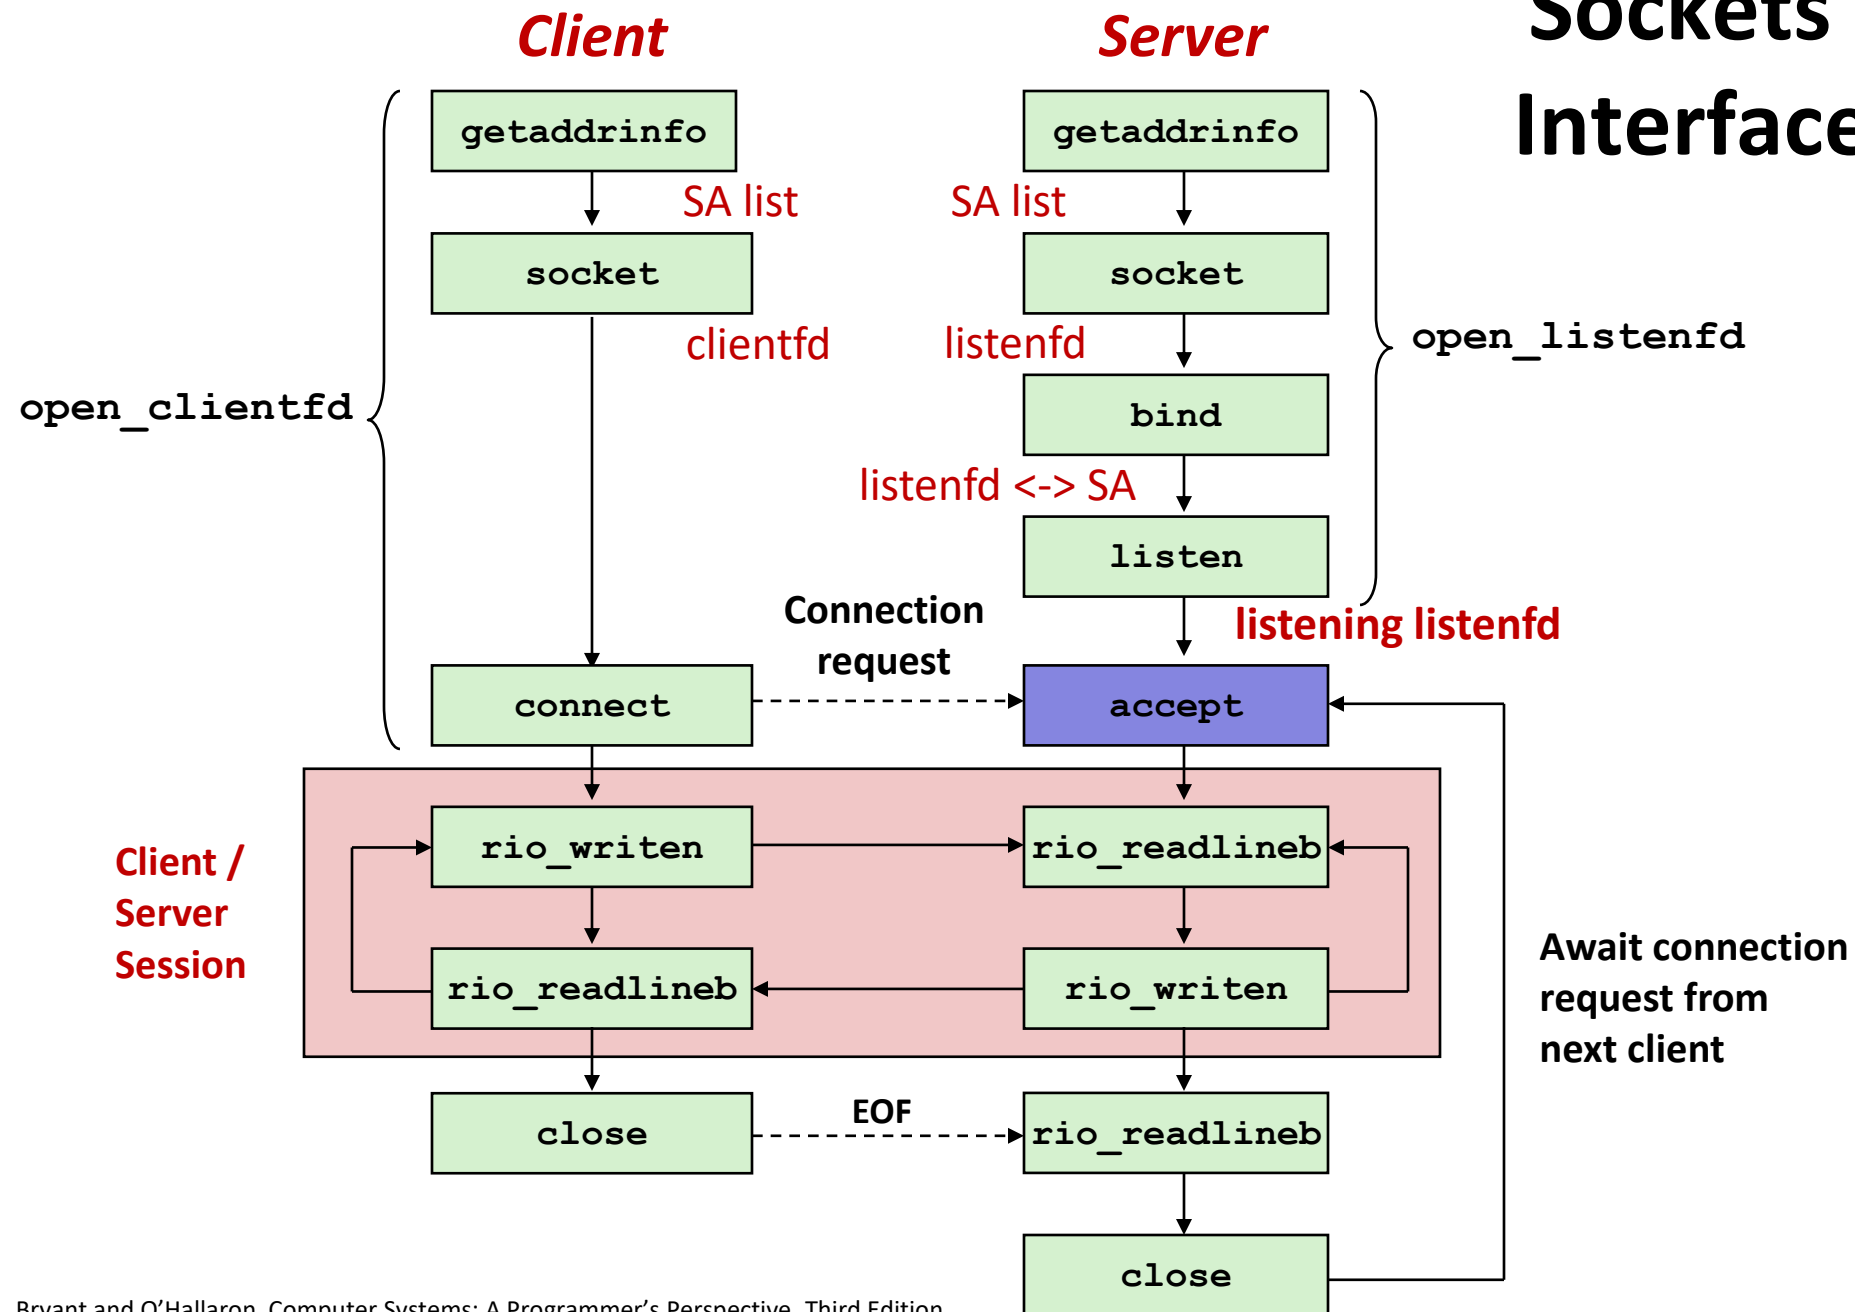 Sockets
Interface
Client
Server
getaddrinfo
getaddrinfo
SA list
SA list
socket
socket
clientfd
listenfd
open_listenfd
open_clientfd
bind
listenfd <-> SA
listen
Connection
request
listening listenfd
connect
accept
Client /
Server
Session
rio_writen
rio_readlineb
rio_readlineb
rio_writen
Await connection
request from
next client
close
EOF
rio_readlineb
close
Bryant and O'Hallaron, Computer Systems: A Programmer's Perspective, Third Edition